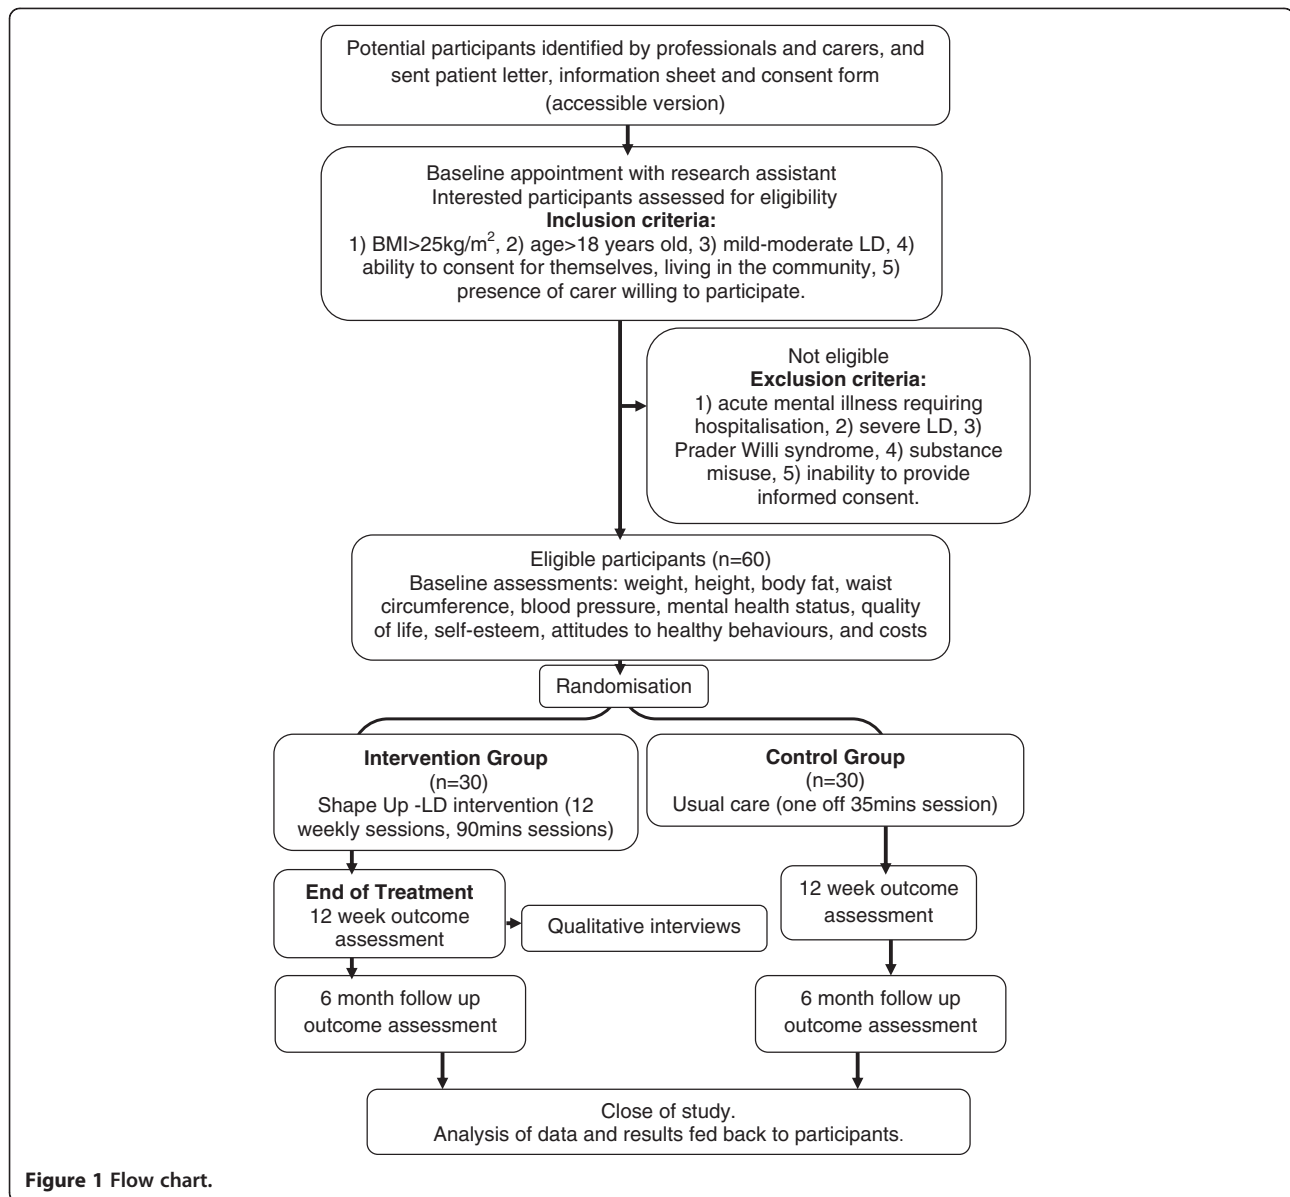 Potential participants identified by professionals and carers, and
sent patient letter, information sheet and consent form
(accessible version)
Baseline appointment with research assistant
Interested participants assessed for eligibility
Inclusion criteria:
1) BMI>25kg/m², 2) age>18 years old, 3) mild-moderate LD, 4)
ability to consent for themselves, living in the community, 5)
presence of carer willing to participate.
Not eligible
Exclusion criteria:
1) acute mental illness requiring
hospitalisation, 2) severe LD, 3)
Prader Willi syndrome, 4) substance
misuse, 5) inability to provide
informed consent.
Eligible participants (n=60)
Baseline assessments: weight, height, body fat, waist
circumference, blood pressure, mental health status, quality
of life, self-esteem, attitudes to healthy behaviours, and costs
Randomisation
Intervention Group
(n=30)
Shape Up -LD intervention (12
weekly sessions, 90mins sessions)
Control Group
(n=30)
Usual care (one off 35mins session)
End of Treatment
12 week outcome
assessment
Qualitative interviews
12 week outcome
assessment
6 month follow up
outcome assessment
6 month follow up
outcome assessment
Close of study.
Analysis of data and results fed back to participants.
Figure 1 Flow chart.